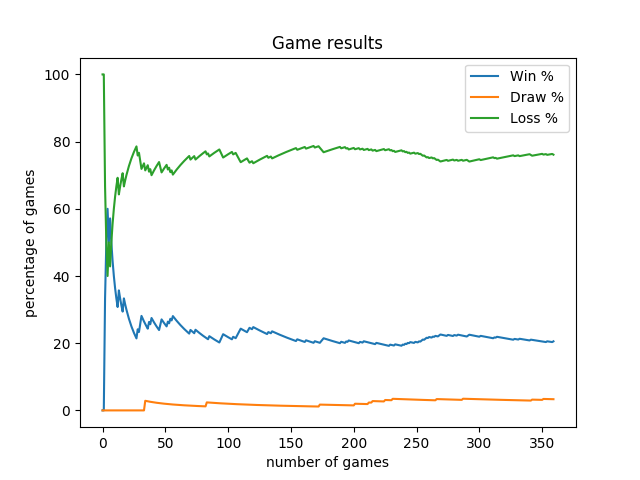 Game results
Win %
Draw %
Loss %
percentage of games
100
80
60
40
20
0
0 50 100 150 200 250 300 350
number of games